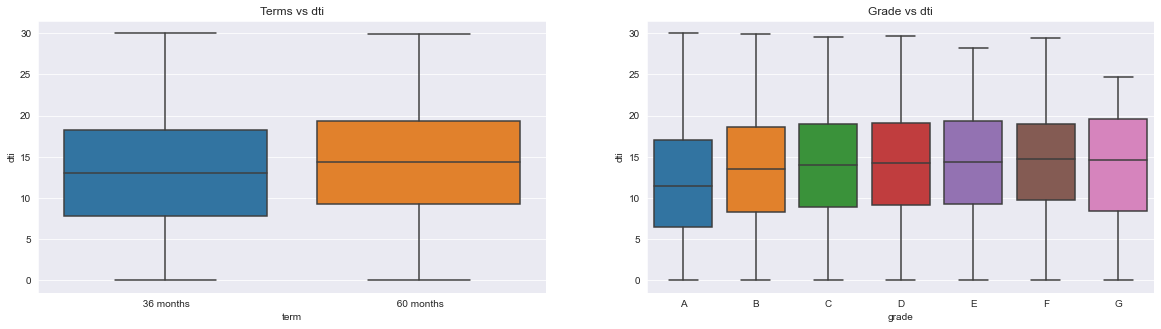 Terms vs dti
30
25
20
15
10
5
0
dti
36 months
60 months
term
Grade vs dti
30
25
20
15
10
5
0
dti
A
B
C
D
E
F
G
grade